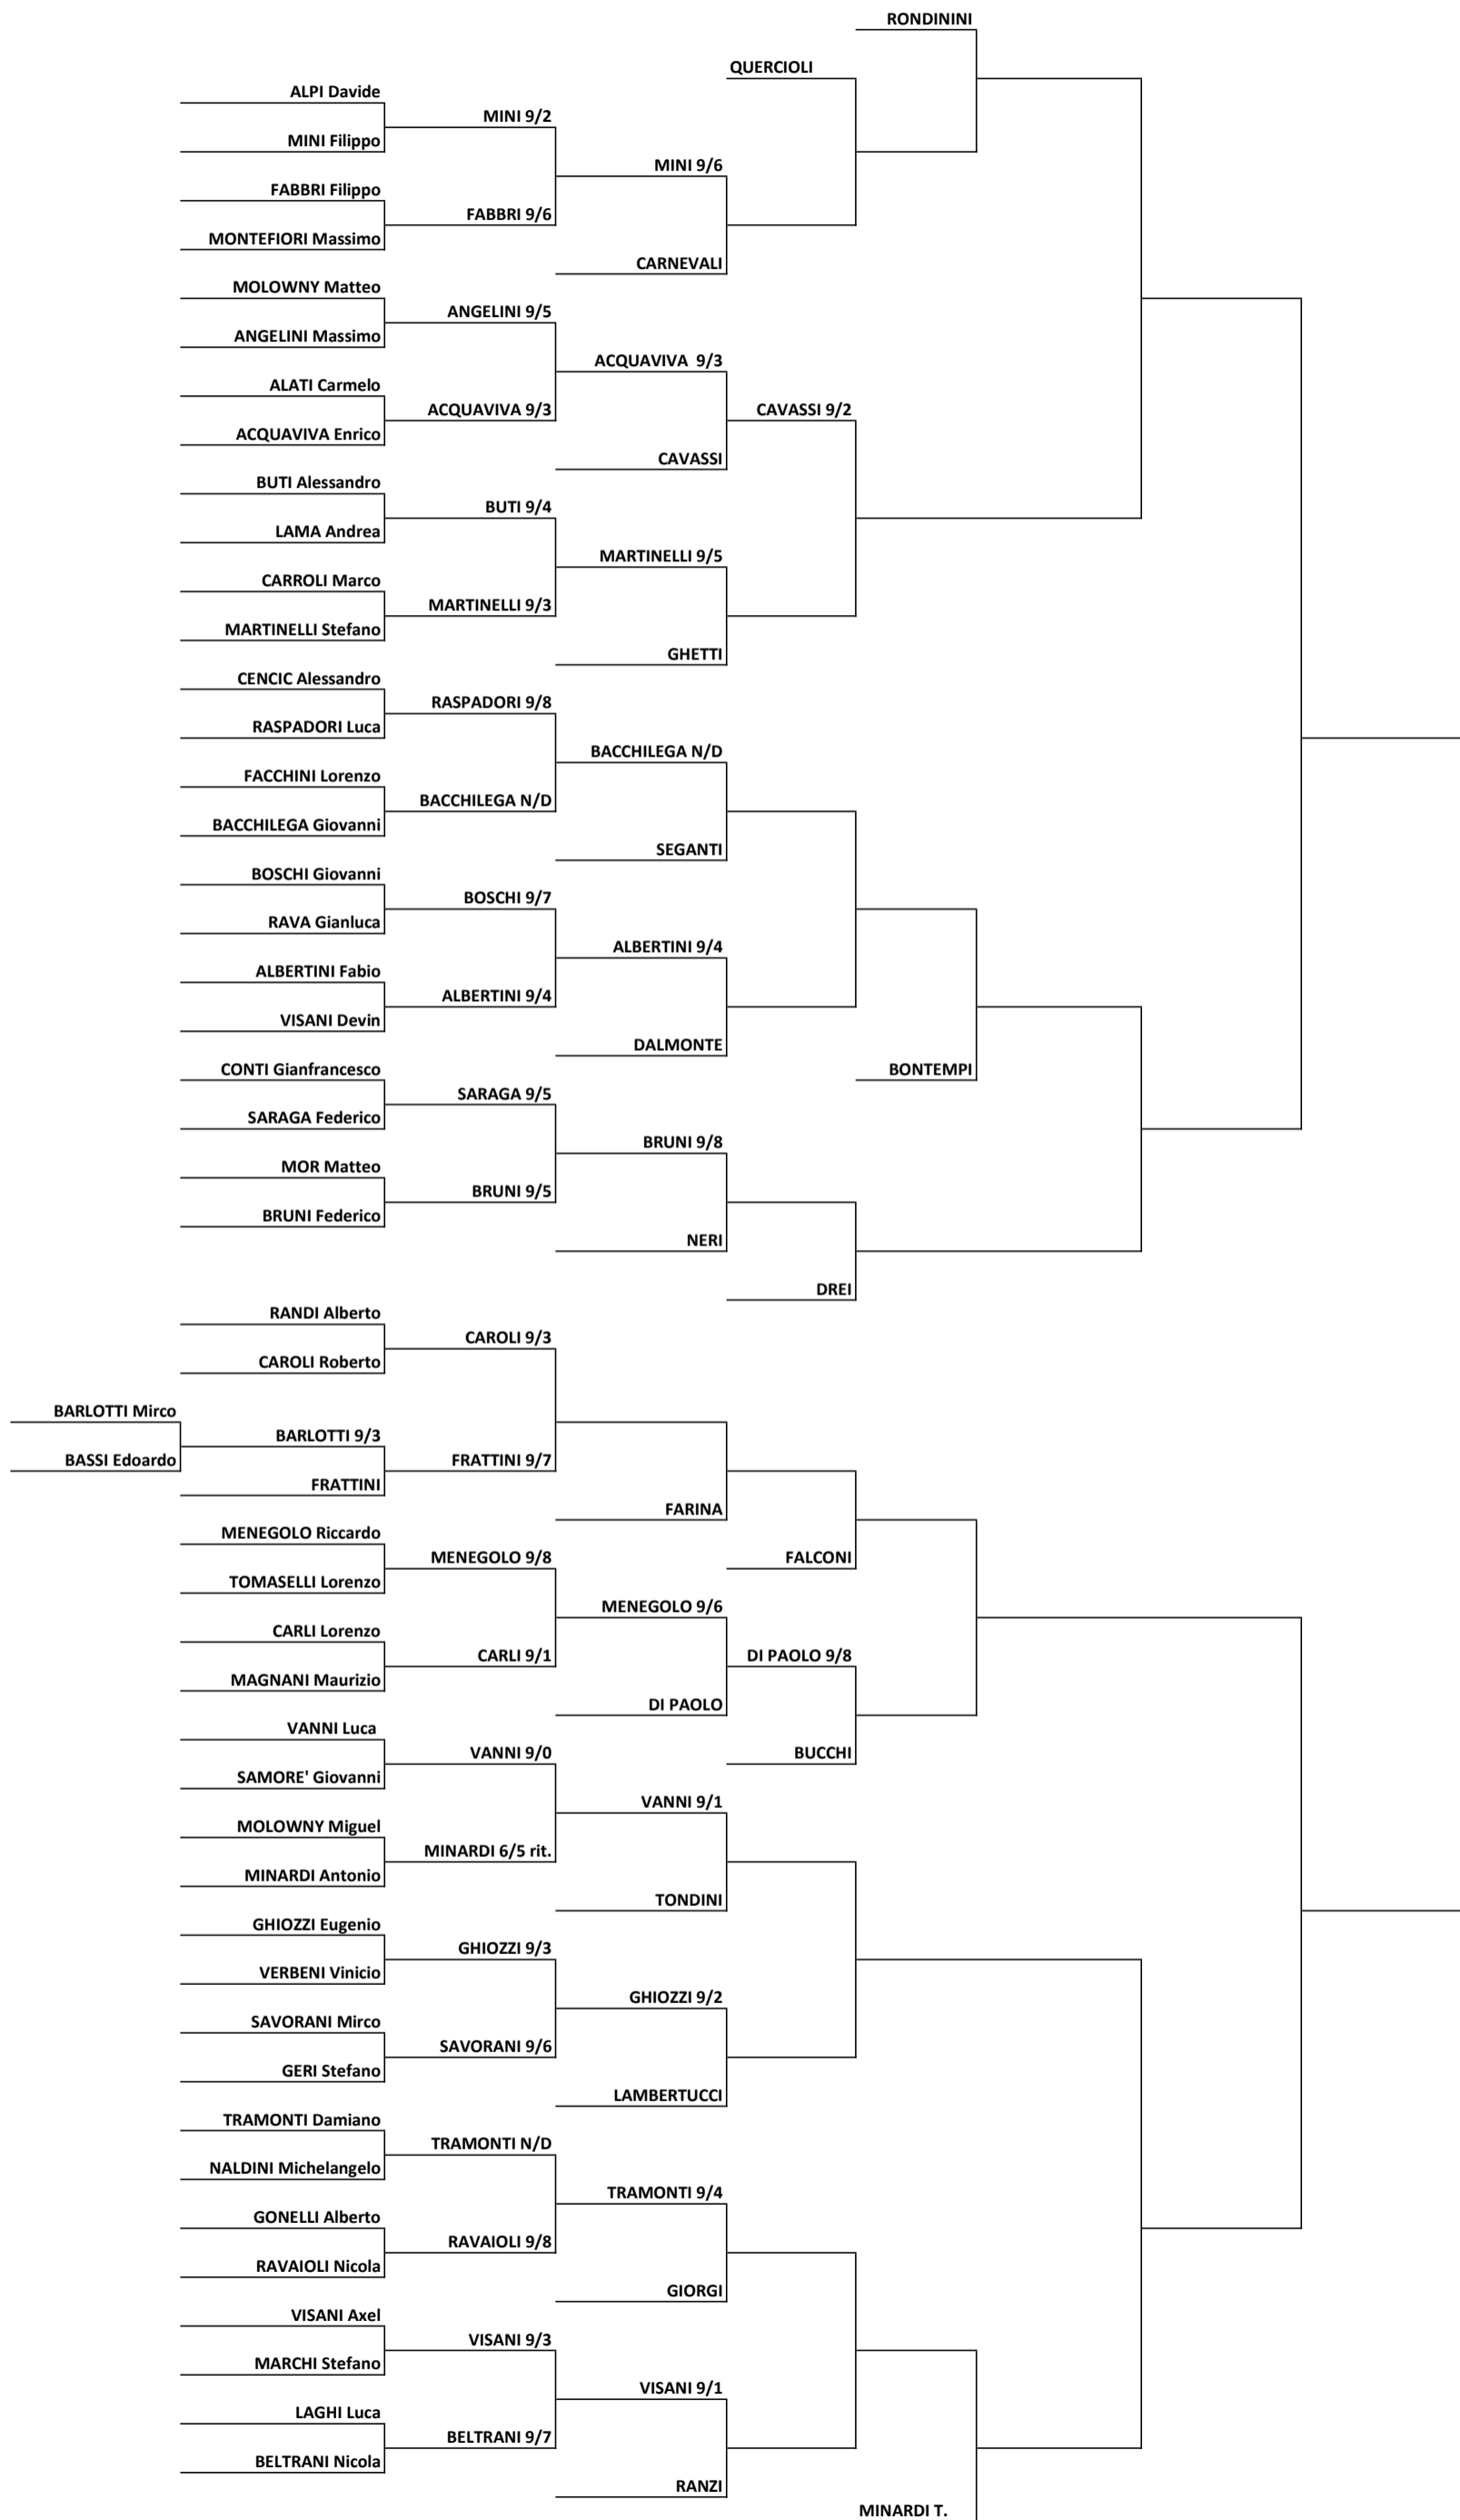 RONDININI
QUERCIOLI
ALPI Davide
MINI 9/2
MINI Filippo
MINI 9/6
FABBRI Filippo
FABBRI 9/6
MONTEFIORI Massimo
CARNEVALI
MOLOWNY Matteo
ANGELINI 9/5
ANGELINI Massimo
ACQUAVIVA 9/3
ALATI Carmelo
ACQUAVIVA 9/3
CAVASSI 9/2
ACQUAVIVA Enrico
CAVASSI
BUTI Alessandro
BUTI 9/4
LAMA Andrea
MARTINELLI 9/5
CARROLI Marco
MARTINELLI 9/3
MARTINELLI Stefano
GHETTI
CENCIC Alessandro
RASPADORI 9/8
RASPADORI Luca
BACCHILEGA N/D
FACCHINI Lorenzo
BACCHILEGA N/D
BACCHILEGA Giovanni
SEGANTI
BOSCHI Giovanni
BOSCHI 9/7
RAVA Gianluca
ALBERTINI 9/4
ALBERTINI Fabio
ALBERTINI 9/4
VISANI Devin
DALMONTE
CONTI Gianfrancesco
BONTEMPI
SARAGA 9/5
SARAGA Federico
BRUNI 9/8
MOR Matteo
BRUNI 9/5
BRUNI Federico
NERI
DREI
RANDI Alberto
CAROLI 9/3
CAROLI Roberto
BARLOTTI Mirco
BARLOTTI 9/3
BASSI Edoardo
FRATTINI 9/7
FRATTINI
FARINA
MENEGOLO Riccardo
MENEGOLO 9/8
FALCONI
TOMASELLI Lorenzo
MENEGOLO 9/6
CARLI Lorenzo
CARLI 9/1
DI PAOLO 9/8
MAGNANI Maurizio
DI PAOLO
VANNI Luca
VANNI 9/0
BUCCHI
SAMORE' Giovanni
VANNI 9/1
MOLOWNY Miguel
MINARDI 6/5 rit.
MINARDI Antonio
TONDINI
GHIOZZI Eugenio
GHIOZZI 9/3
VERBENI Vinicio
GHIOZZI 9/2
SAVORANI Mirco
SAVORANI 9/6
GERI Stefano
LAMBERTUCCI
TRAMONTI Damiano
TRAMONTI N/D
NALDINI Michelangelo
TRAMONTI 9/4
GONELLI Alberto
RAVAIOLI 9/8
RAVAIOLI Nicola
GIORGI
VISANI Axel
VISANI 9/3
MARCHI Stefano
VISANI 9/1
LAGHI Luca
BELTRANI 9/7
BELTRANI Nicola
RANZI
MINARDI T.